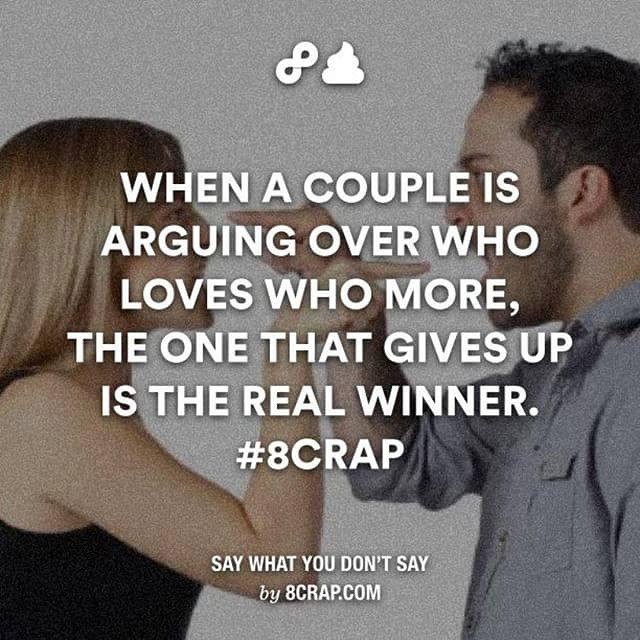 WHEN A COUPLE IS
ARGUING OVER WHO
LOVES WHO MORE,
THE ONE THAT GIVES UP
IS THE REAL WINNER.
#8CRAP
SAY WHAT YOU DON'T SAY
by 8CRAP.COM